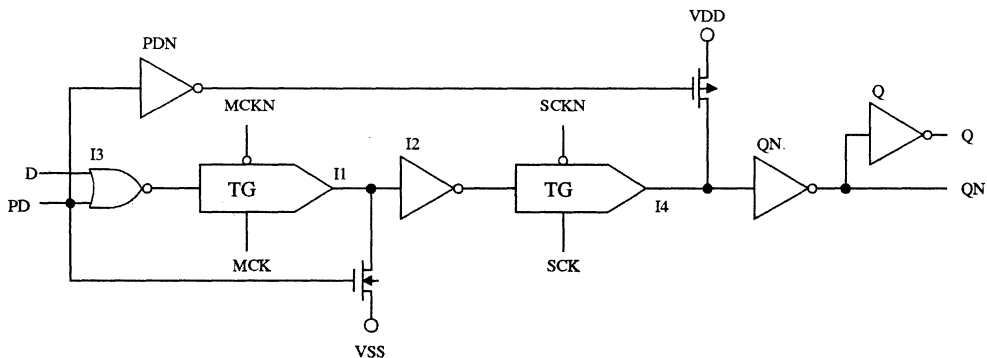 VDD
PDN
MCKN
SCKN
Q
I3
I1
I2
QN.
Q
D
TG
TG
PD
I4
QN
MCK
SCK
VSS